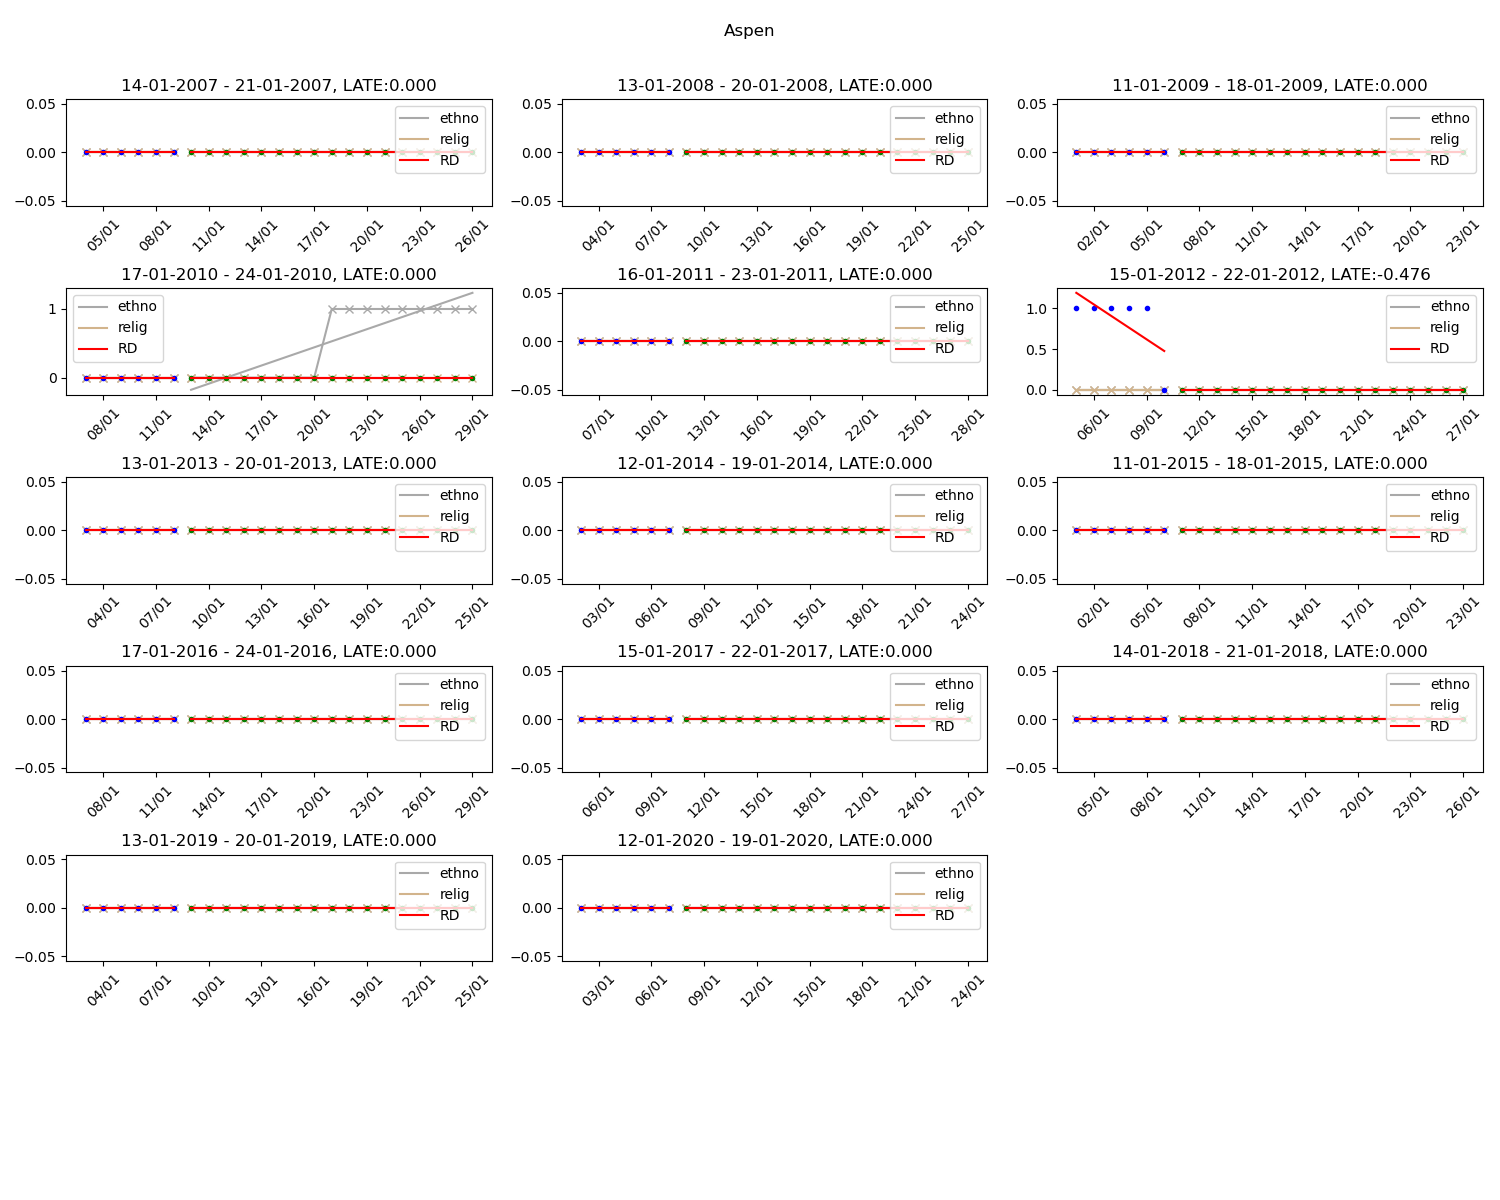 Aspen
14-01-2007 - 21-01-2007, LATE:0.000
0.05
0.00
−0.05
ethno
relig
RD
05/01 08/01 11/01 14/01 17/01 20/01 23/01 26/01
13-01-2008 - 20-01-2008, LATE:0.000
0.05
0.00
−0.05
ethno
relig
RD
04/01 07/01 10/01 13/01 16/01 19/01 22/01 25/01
11-01-2009 - 18-01-2009, LATE:0.000
0.05
0.00
−0.05
ethno
relig
RD
02/01 05/01 08/01 11/01 14/01 17/01 20/01 23/01
17-01-2010 - 24-01-2010, LATE:0.000
1
0
ethno
relig
RD
08/01 11/01 14/01 17/01 20/01 23/01 26/01 29/01
16-01-2011 - 23-01-2011, LATE:0.000
0.05
0.00
−0.05
ethno
relig
RD
07/01 10/01 13/01 16/01 19/01 22/01 25/01 28/01
15-01-2012 - 22-01-2012, LATE:-0.476
1.0
0.5
0.0
ethno
relig
RD
06/01 09/01 12/01 15/01 18/01 21/01 24/01 27/01
13-01-2013 - 20-01-2013, LATE:0.000
0.05
0.00
−0.05
ethno
relig
RD
04/01 07/01 10/01 13/01 16/01 19/01 22/01 25/01
12-01-2014 - 19-01-2014, LATE:0.000
0.05
0.00
−0.05
ethno
relig
RD
03/01 06/01 09/01 12/01 15/01 18/01 21/01 24/01
11-01-2015 - 18-01-2015, LATE:0.000
0.05
0.00
−0.05
ethno
relig
RD
02/01 05/01 08/01 11/01 14/01 17/01 20/01 23/01
17-01-2016 - 24-01-2016, LATE:0.000
0.05
0.00
−0.05
ethno
relig
RD
08/01 11/01 14/01 17/01 20/01 23/01 26/01 29/01
15-01-2017 - 22-01-2017, LATE:0.000
0.05
0.00
−0.05
ethno
relig
RD
06/01 09/01 12/01 15/01 18/01 21/01 24/01 27/01
14-01-2018 - 21-01-2018, LATE:0.000
0.05
0.00
−0.05
ethno
relig
RD
05/01 08/01 11/01 14/01 17/01 20/01 23/01 26/01
13-01-2019 - 20-01-2019, LATE:0.000
0.05
0.00
−0.05
ethno
relig
RD
04/01 07/01 10/01 13/01 16/01 19/01 22/01 25/01
12-01-2020 - 19-01-2020, LATE:0.000
0.05
0.00
−0.05
ethno
relig
RD
03/01 06/01 09/01 12/01 15/01 18/01 21/01 24/01